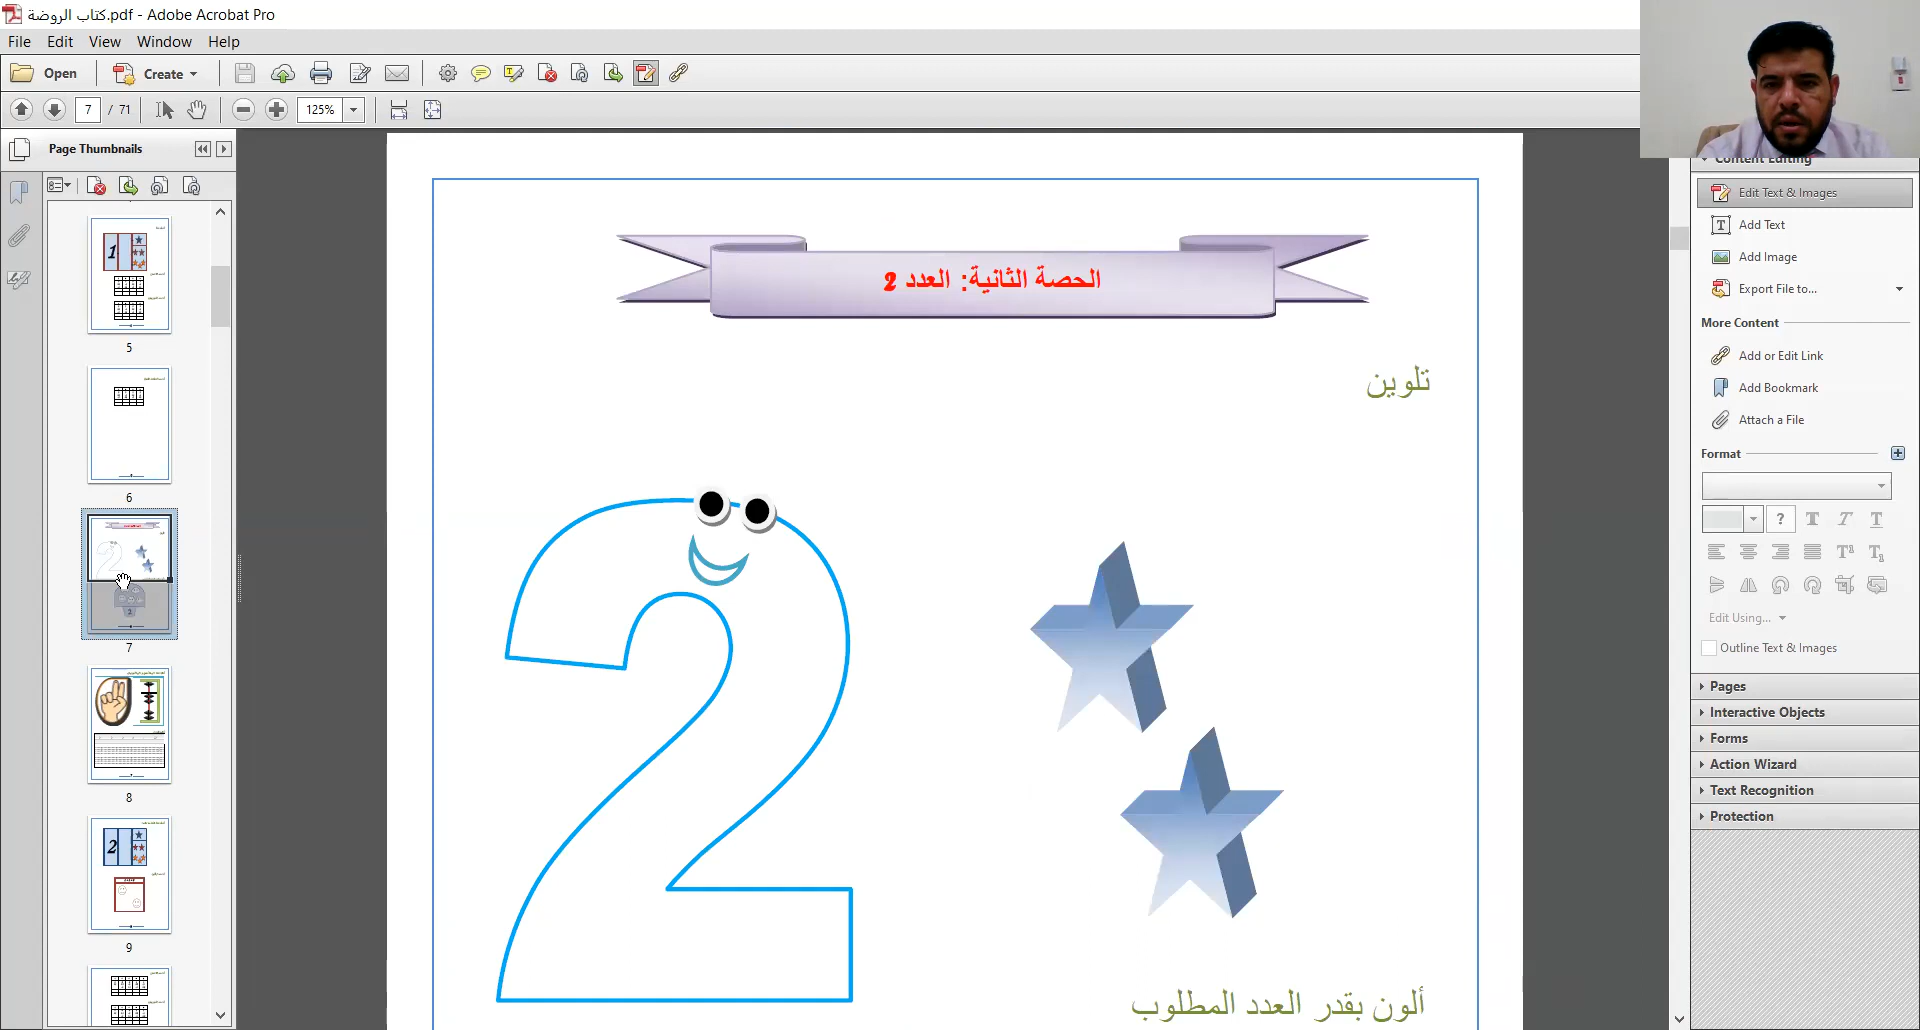 كتاب الروضة.pdf - Adobe Acrobat Pro
File Edit View Window Help
Open Create
7 / 71 125%
Page Thumbnails
5
6
7
8
9
الحصة الثانية: العدد 2
تلوين
ألون بقدر العدد المطلوب
Content Editing
Edit Text & Images
Add Text
Add Image
Export File to...
More Content
Add or Edit Link
Add Bookmark
Attach a File
Format
Edit Using...
Outline Text & Images
Pages
Interactive Objects
Forms
Action Wizard
Text Recognition
Protection